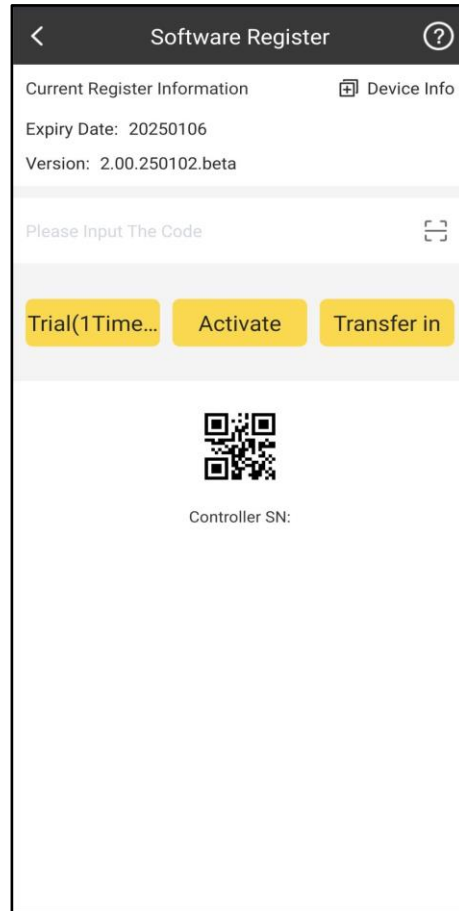 Software Register
?
Current Register Information Device Info
Expiry Date: 20250106
Version: 2.00.250102.beta
Please Input The Code
Trial(1Time... Activate Transfer in
Controller SN: